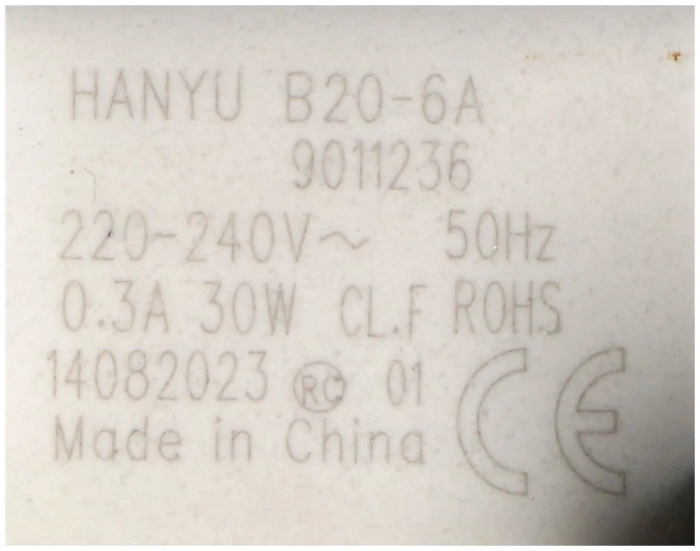 HANYU B20-6A
9011236
220-240V~ 50Hz
0.3A 30W CL.F ROHS
14082023 RC 01
Made in China CE